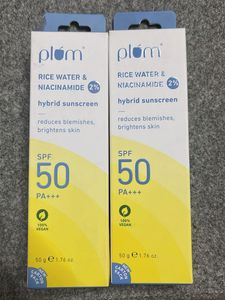 plum
RICE WATER &
NIACINAMIDE 2%
hybrid sunscreen
reduces blemishes,
brightens skin
SPF
50
PA+++
100%
VEGAN
50 g | 1.76 oz
plum
RICE WATER &
NIACINAMIDE 2%
hybrid sunscreen
reduces blemishes,
brightens skin
SPF
50
PA+++
100%
VEGAN
50 g | 1.76 oz